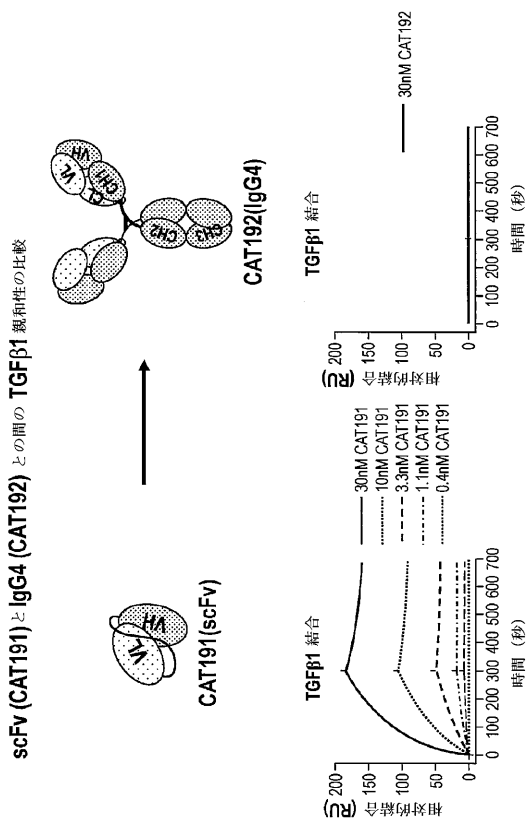 scFv (CAT191) と IgG4 (CAT192) との間の TGFβ1 親和性の比較
VL
VH
CAT191(scFv)
VL
VH
CL
CH1
CH2
CH3
CAT192(IgG4)
TGFβ1 結合
相対的結合 (RU)
200
150
100
50
0
0 100 200 300 400 500 600 700
時間 (秒)
30nM CAT191
10nM CAT191
3.3nM CAT191
1.1nM CAT191
0.4nM CAT191
TGFβ1 結合
相対的結合 (RU)
200
150
100
50
0
0 100 200 300 400 500 600 700
時間 (秒)
30nM CAT192